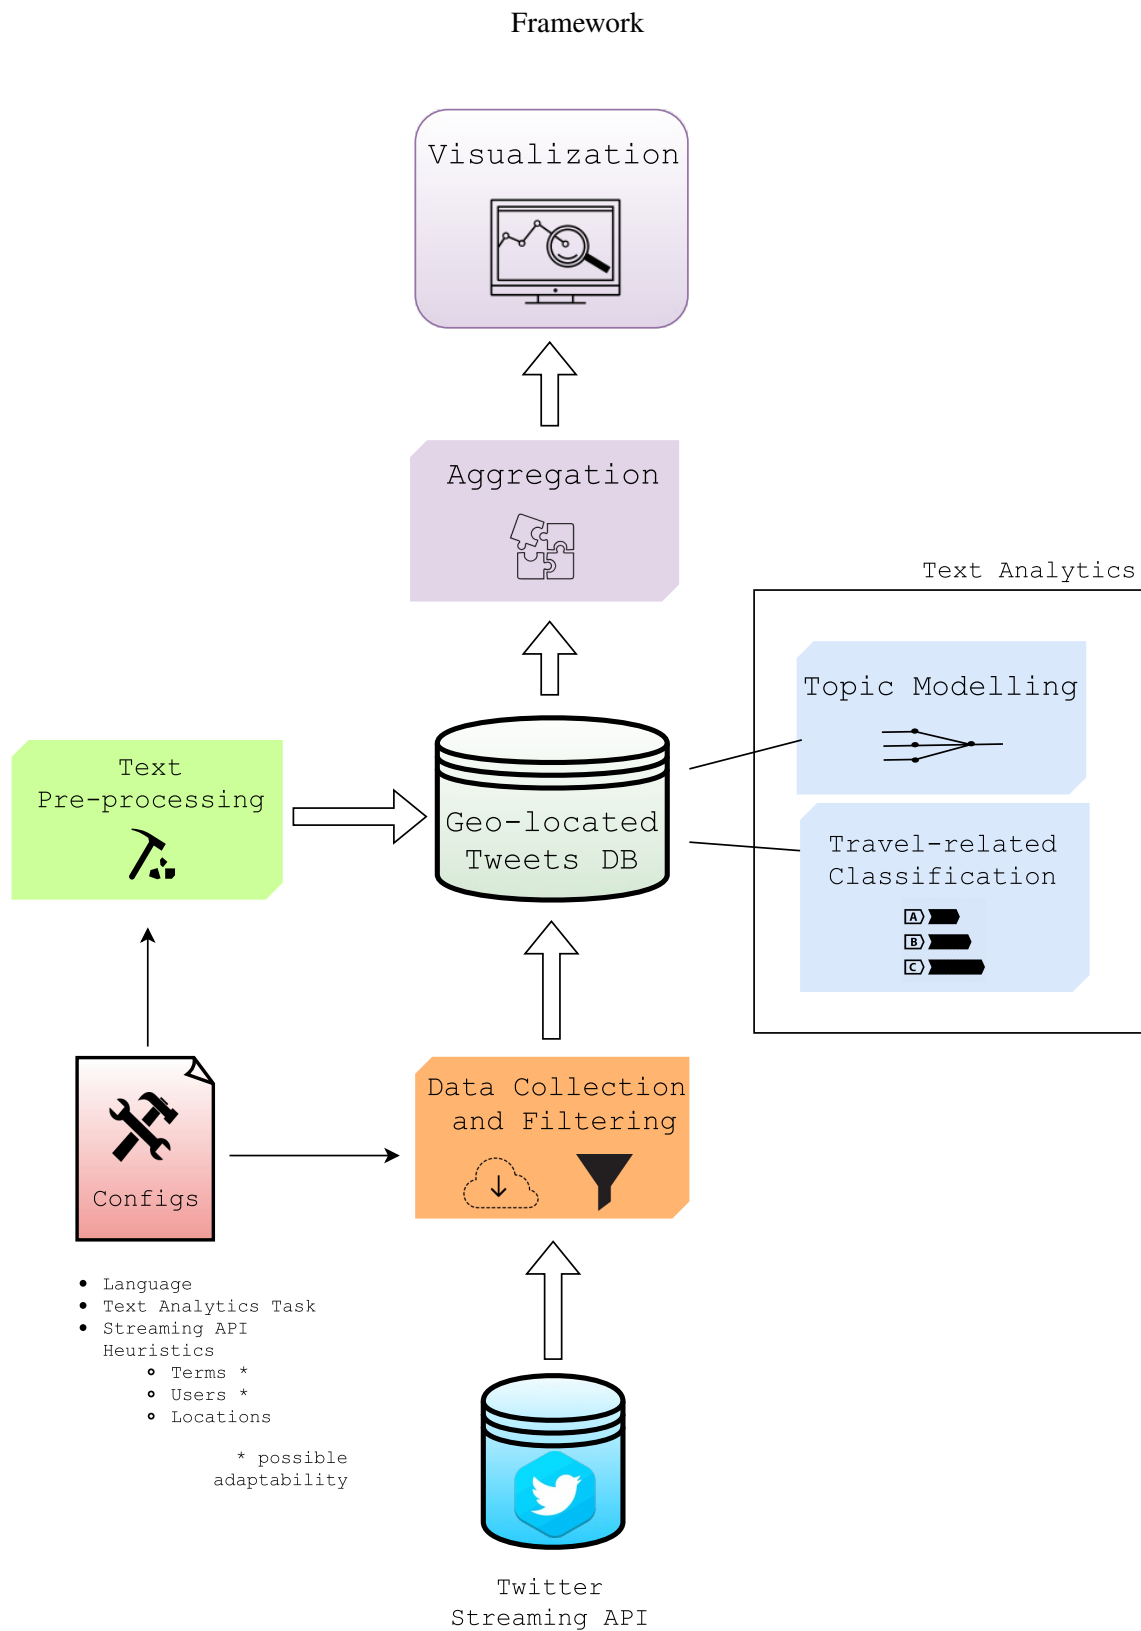 Framework
Visualization
Aggregation
Text Analytics
Topic Modelling
Text
Pre-processing
Geo-located
Tweets DB
Travel-related
Classification
A
B
C
Data Collection
and Filtering
Configs
• Language
• Text Analytics Task
• Streaming API
Heuristics
Terms *
Users *
Locations
* possible
adaptability
Twitter
Streaming API